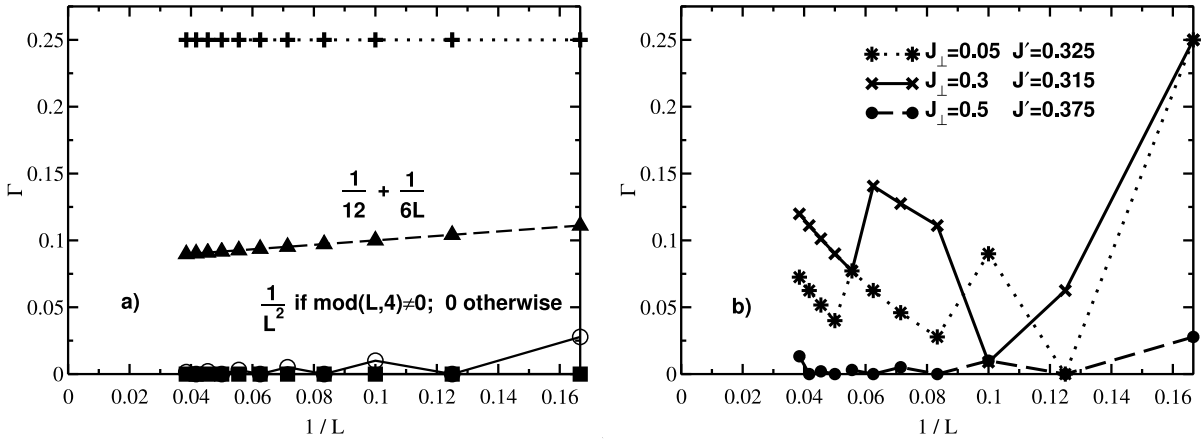 0.25
0.2
0.15
0.1
0.05
0
Γ
1/12 + 1/6L
a)
1/L² if mod(L,4)≠0; 0 otherwise
0 0.02 0.04 0.06 0.08 0.1 0.12 0.14 0.16
1 / L
0.25
0.2
0.15
0.1
0.05
0
Γ
J⊥=0.05 J′=0.325
J⊥=0.3 J′=0.315
J⊥=0.5 J′=0.375
b)
0 0.02 0.04 0.06 0.08 0.1 0.12 0.14 0.16
1 / L